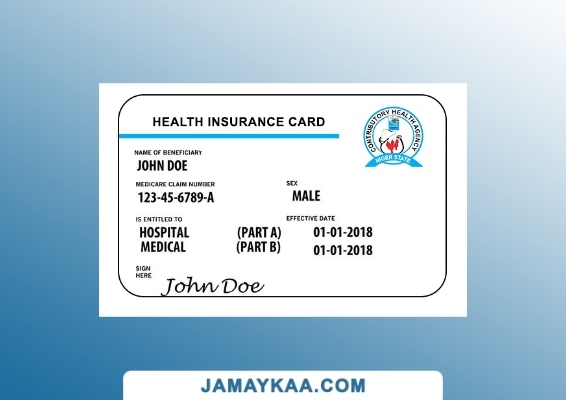 HEALTH INSURANCE CARD
CONTRIBUTORY HEALTH AGENCY
NIGER STATE
NAME OF BENEFICIARY
JOHN DOE
MEDICARE CLAIM NUMBER SEX
123-45-6789-A MALE
IS ENTITLED TO EFFECTIVE DATE
HOSPITAL (PART A) 01-01-2018
MEDICAL (PART B) 01-01-2018
SIGN
HERE
John Doe
JAMAYKAA.COM